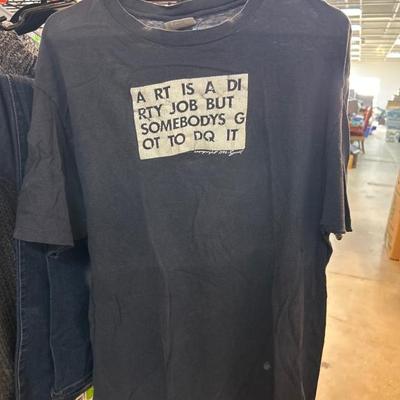 A RT IS A DI
RTY JOB BUT
SOMEBODYS G
OT TO DO IT